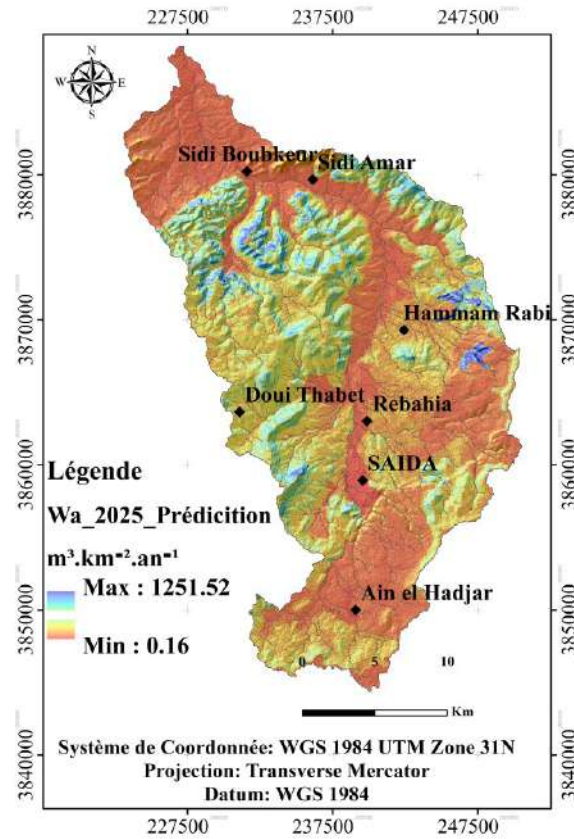 227500 237500 247500
N
W E
S
3880000 3880000
Sidi Boubkeur
Sidi Amar
3870000 3870000
Hammam Rabi
Doui Thabet
Rebahia
3860000 3860000
SAIDA
Légende
Wa_2025_Prédicition
m³.km⁻².an⁻¹
Max : 1251.52
Min : 0.16
3850000 3850000
Ain el Hadjar
0 5 10
Km
Système de Coordonnée: WGS 1984 UTM Zone 31N
Projection: Transverse Mercator
Datum: WGS 1984
3840000 3840000
227500 237500 247500